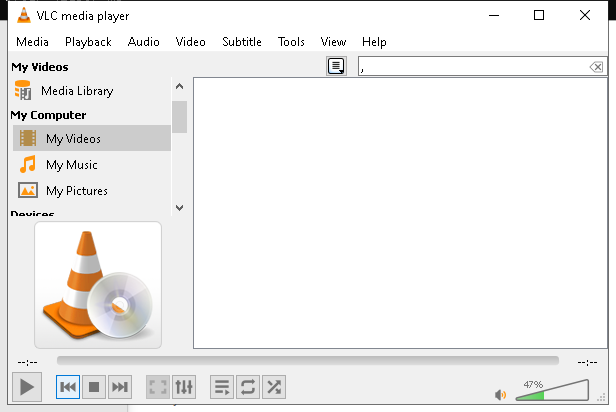 VLC media player
Media Playback Audio Video Subtitle Tools View Help
My Videos
,
Media Library
My Computer
My Videos
My Music
My Pictures
Devices
--:-- --:--
47%